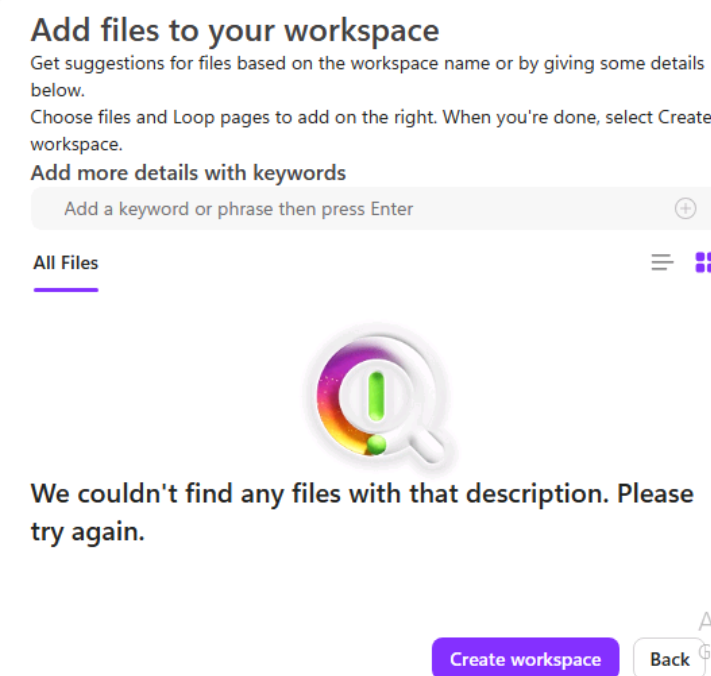 Add files to your workspace
Get suggestions for files based on the workspace name or by giving some details
below.
Choose files and Loop pages to add on the right. When you're done, select Create
workspace.
Add more details with keywords
Add a keyword or phrase then press Enter
All Files
We couldn't find any files with that description. Please
try again.
Create workspace
Back